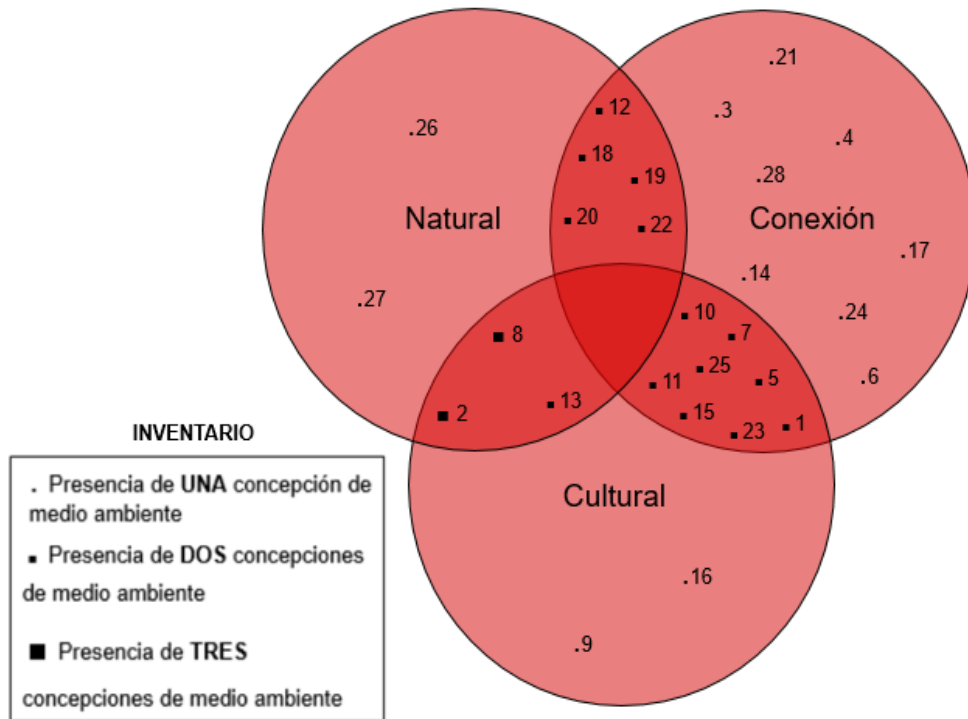 .21
.3
12
.4
.26
18
.28
19
Natural
20
22
Conexión
.17
.14
.27
10
.24
8
7
25
5
.6
11
2
13
15
1
23
INVENTARIO
. Presencia de UNA concepción de
medio ambiente
▪ Presencia de DOS concepciones
de medio ambiente
■ Presencia de TRES
concepciones de medio ambiente
Cultural
.16
.9